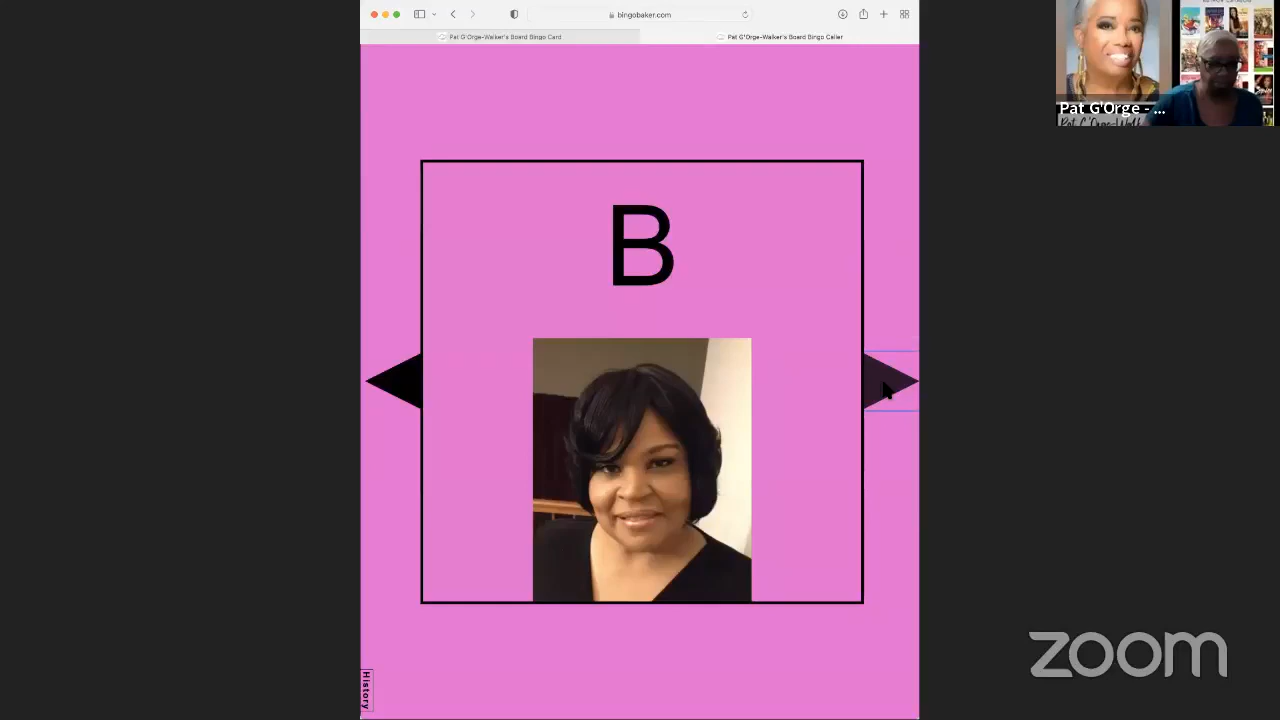 bingobaker.com
Pat G'Orge-Walker's Board Bingo Card
Pat G'Orge-Walker's Board Bingo Caller
Pat G'Orge - ...
B
History
zoom